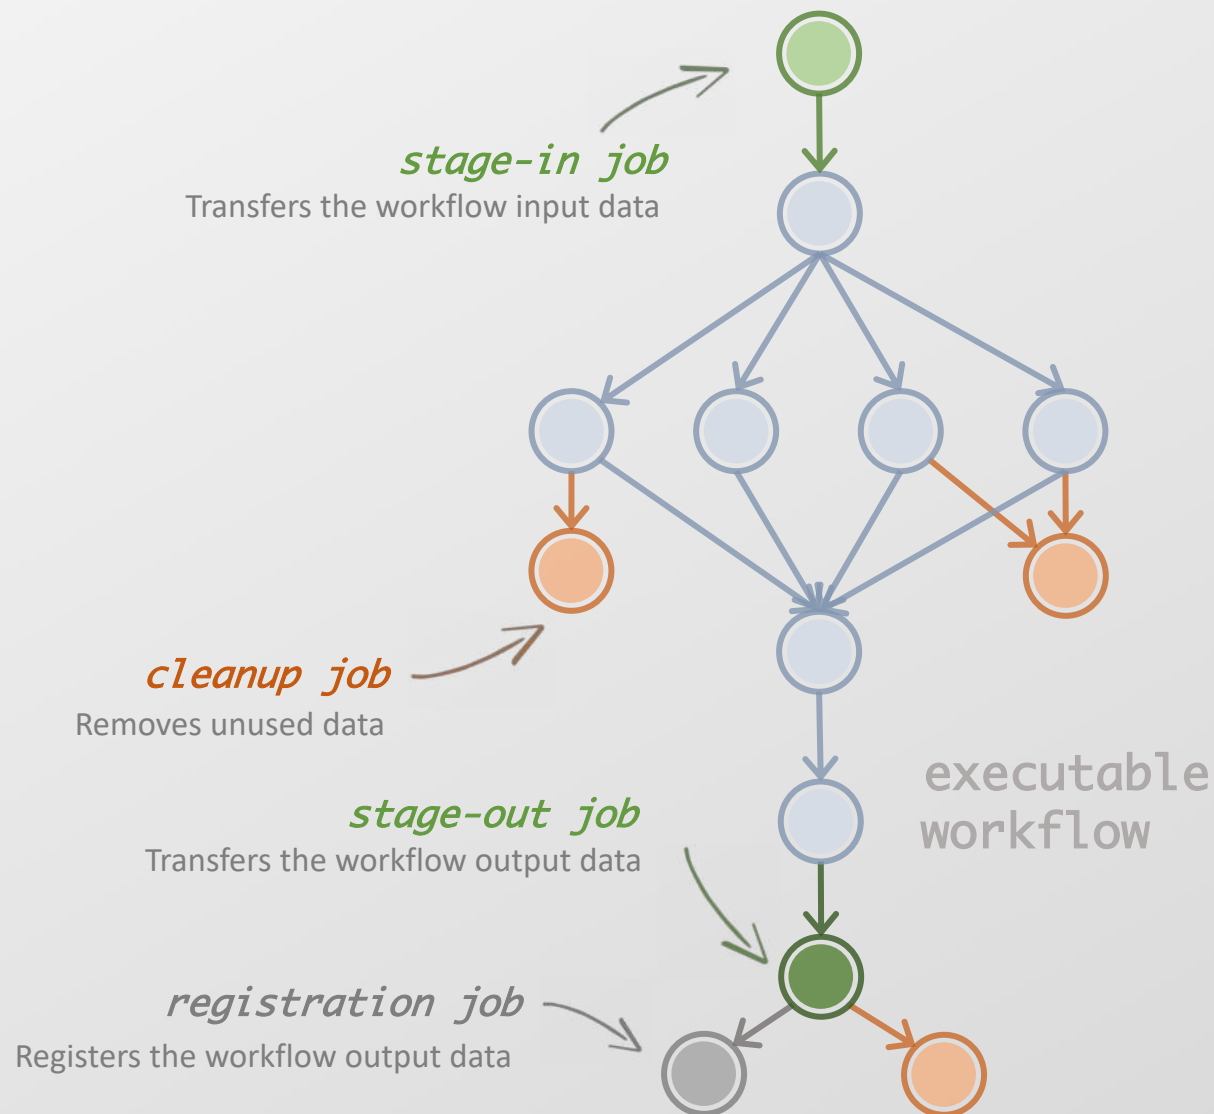 stage-in job
Transfers the workflow input data
cleanup job
Removes unused data
executable
workflow
stage-out job
Transfers the workflow output data
registration job
Registers the workflow output data